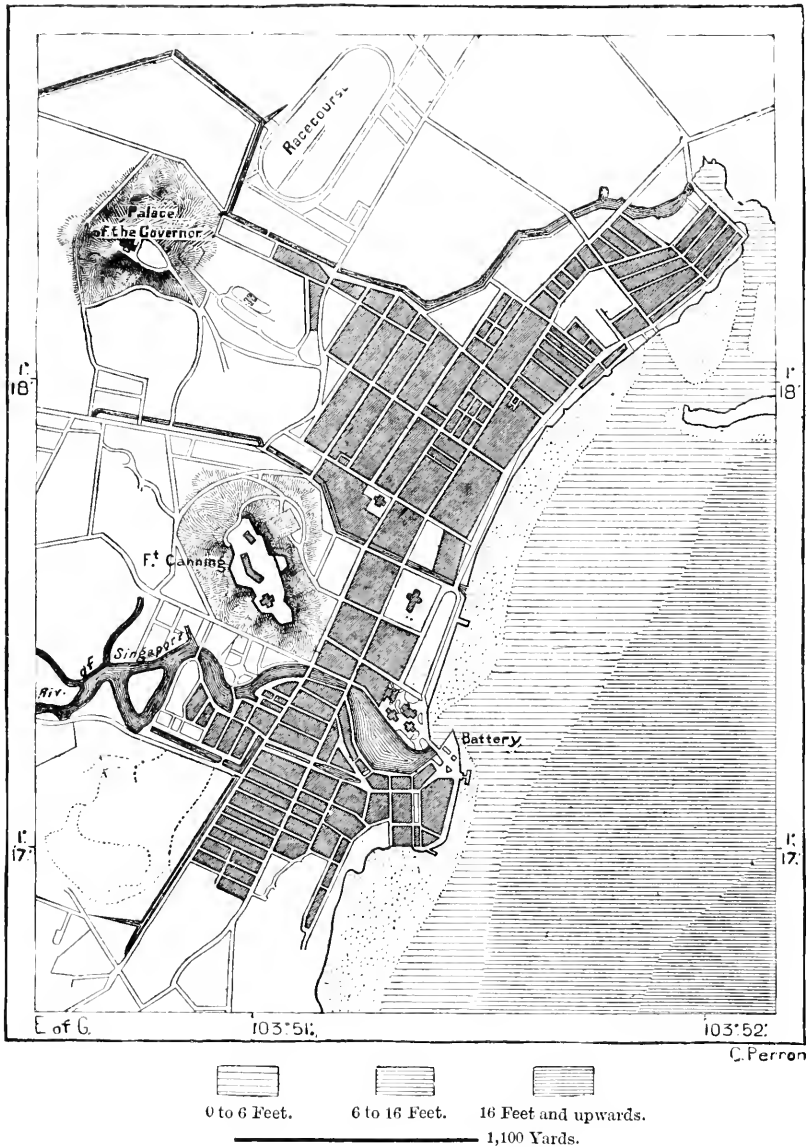 Racecourse
Palace
of the Governor
1°
18'
1°
18'
Ft. Canning
Riv. of Singapore
Battery
1°
17'
1°
17'
E of G.
103°51'
103°52'
C. Perron
0 to 6 Feet.
6 to 16 Feet.
16 Feet and upwards.
1,100 Yards.